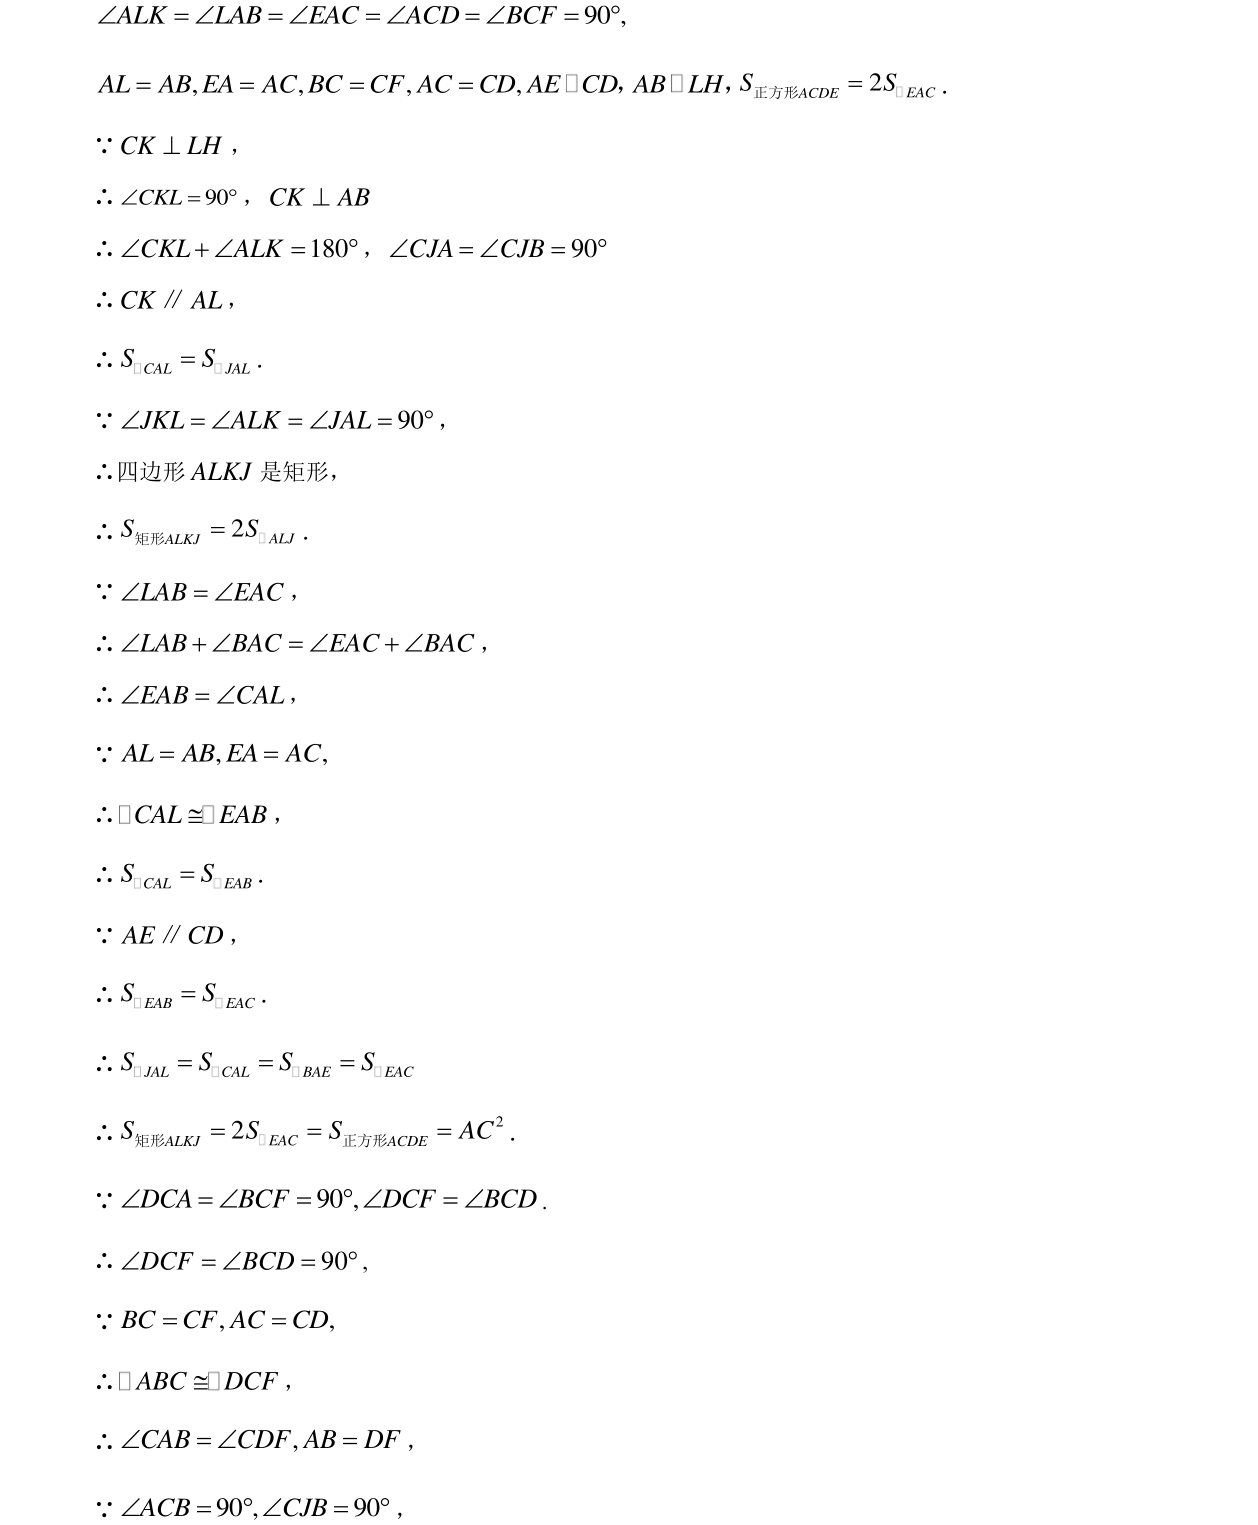 ∠ALK = ∠LAB = ∠EAC = ∠ACD = ∠BCF = 90°,
AL = AB, EA = AC, BC = CF, AC = CD, AE □ CD, AB □ LH, S正方形ACDE = 2S□EAC .
∵ CK ⊥ LH ,
∴ ∠CKL = 90° , CK ⊥ AB
∴ ∠CKL + ∠ALK = 180° , ∠CJA = ∠CJB = 90°
∴ CK ∥ AL ,
∴ S□CAL = S□JAL .
∵ ∠JKL = ∠ALK = ∠JAL = 90° ,
∴四边形 ALKJ 是矩形,
∴ S矩形ALKJ = 2S□ALJ .
∵ ∠LAB = ∠EAC ,
∴ ∠LAB + ∠BAC = ∠EAC + ∠BAC ,
∴ ∠EAB = ∠CAL ,
∵ AL = AB, EA = AC,
∴ □CAL ≅ □EAB ,
∴ S□CAL = S□EAB .
∵ AE ∥ CD ,
∴ S□EAB = S□EAC .
∴ S□JAL = S□CAL = S□BAE = S□EAC
∴ S矩形ALKJ = 2S□EAC = S正方形ACDE = AC² .
∵ ∠DCA = ∠BCF = 90°, ∠DCF = ∠BCD .
∴ ∠DCF = ∠BCD = 90° ,
∵ BC = CF, AC = CD,
∴ □ABC ≅ □DCF ,
∴ ∠CAB = ∠CDF, AB = DF ,
∵ ∠ACB = 90°, ∠CJB = 90° ,